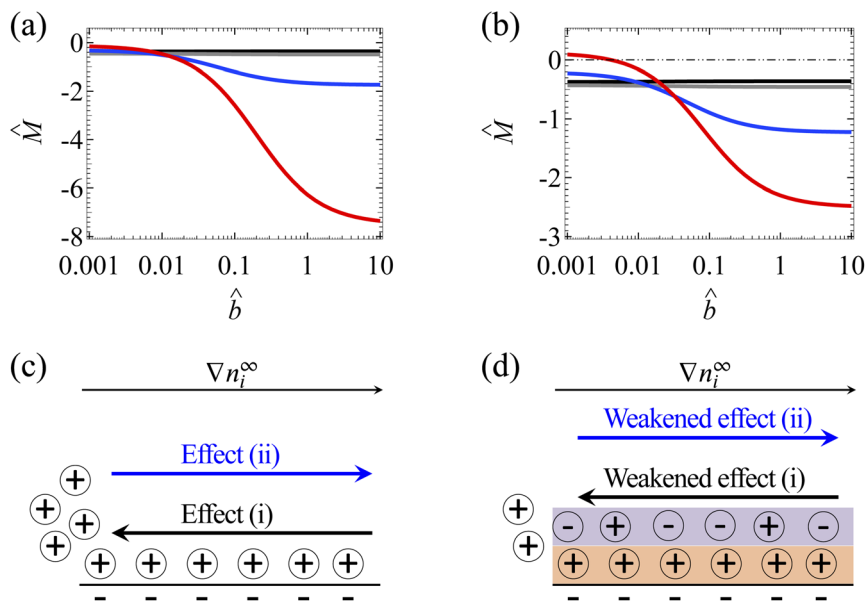 (a)
0
-2
-4
-6
-8
M̂
0.001 0.01 0.1 1 10
b̂
(b)
0
-1
-2
-3
M̂
0.001 0.01 0.1 1 10
b̂
(c)
∇n_i^∞
Effect (ii)
Effect (i)
+ + + + +
+ + + + + +
- - - - - -
(d)
∇n_i^∞
Weakened effect (ii)
Weakened effect (i)
+ +
- + - - + -
+ + + + + +
- - - - - -